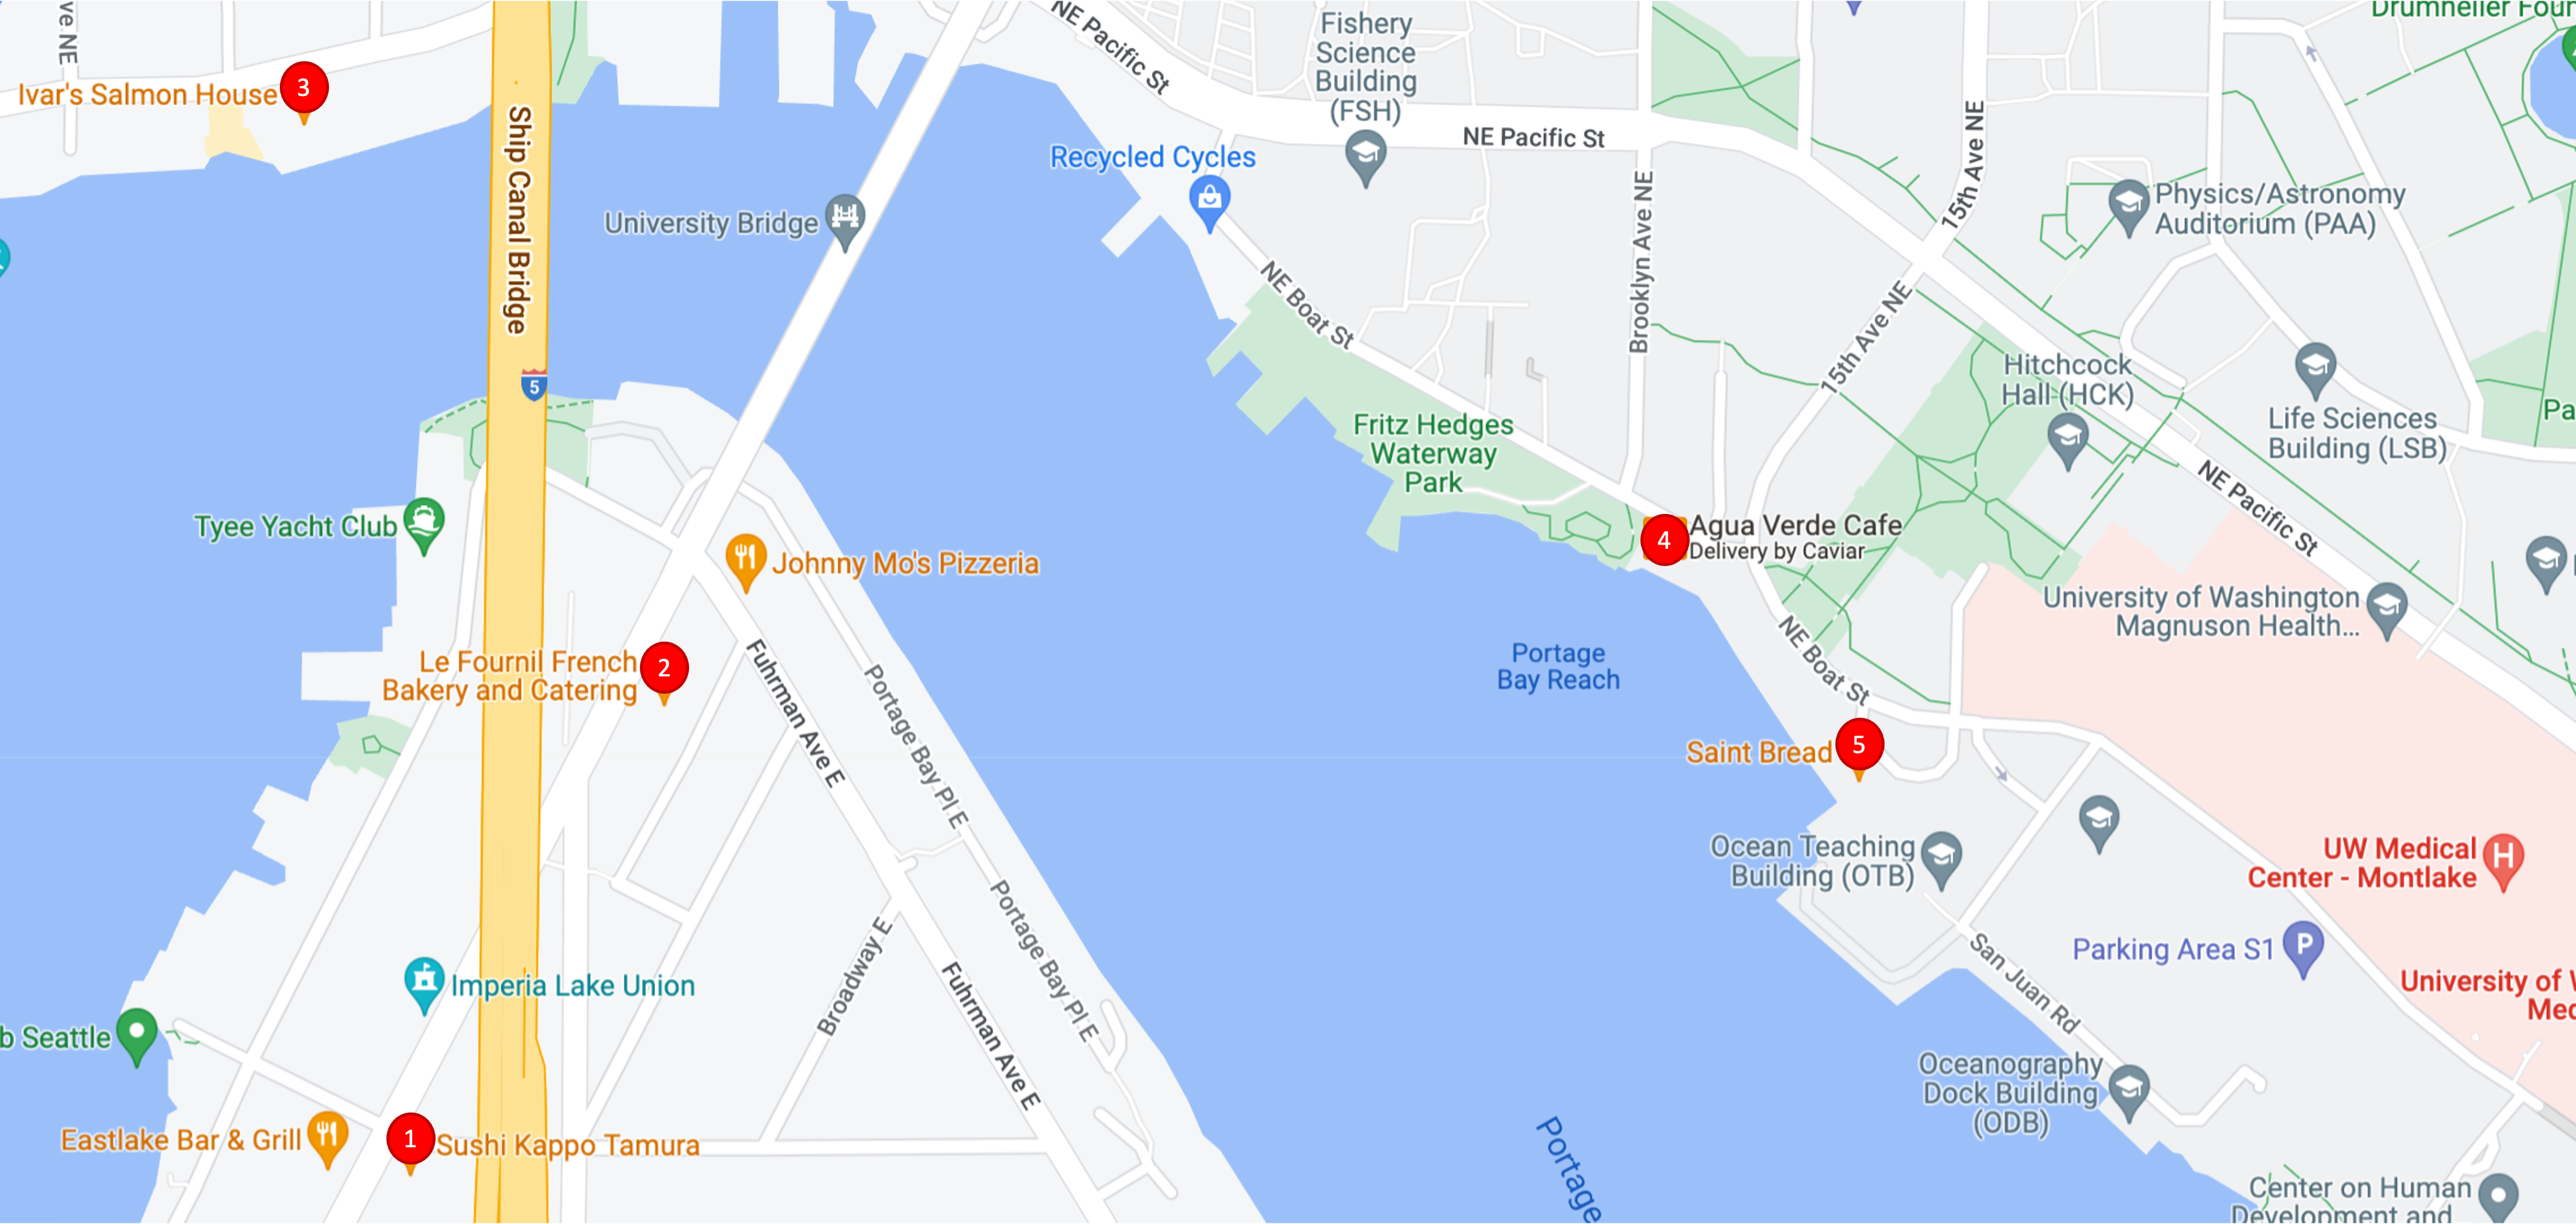 ve NE
Ivar's Salmon House
3
Ship Canal Bridge
5
University Bridge
NE Pacific St
Recycled Cycles
Fishery
Science
Building
(FSH)
NE Pacific St
Brooklyn Ave NE
15th Ave NE
15th Ave NE
Drumheller Foun
Physics/Astronomy
Auditorium (PAA)
NE Boat St
Hitchcock
Hall (HCK)
Life Sciences
Building (LSB)
Pa
NE Pacific St
Fritz Hedges
Waterway
Park
Tyee Yacht Club
Johnny Mo's Pizzeria
4
Agua Verde Cafe
Delivery by Caviar
University of Washington
Magnuson Health...
Le Fournil French
Bakery and Catering
2
Fuhrman Ave E
Portage Bay Pl E
Portage
Bay Reach
NE Boat St
Saint Bread
5
Ocean Teaching
Building (OTB)
UW Medical
Center - Montlake
H
Parking Area S1
P
San Juan Rd
University of W
Med
Imperia Lake Union
Broadway E
Fuhrman Ave E
Portage Bay Pl E
b Seattle
Eastlake Bar & Grill
1
Sushi Kappo Tamura
Portage
Oceanography
Dock Building
(ODB)
Center on Human
Development and